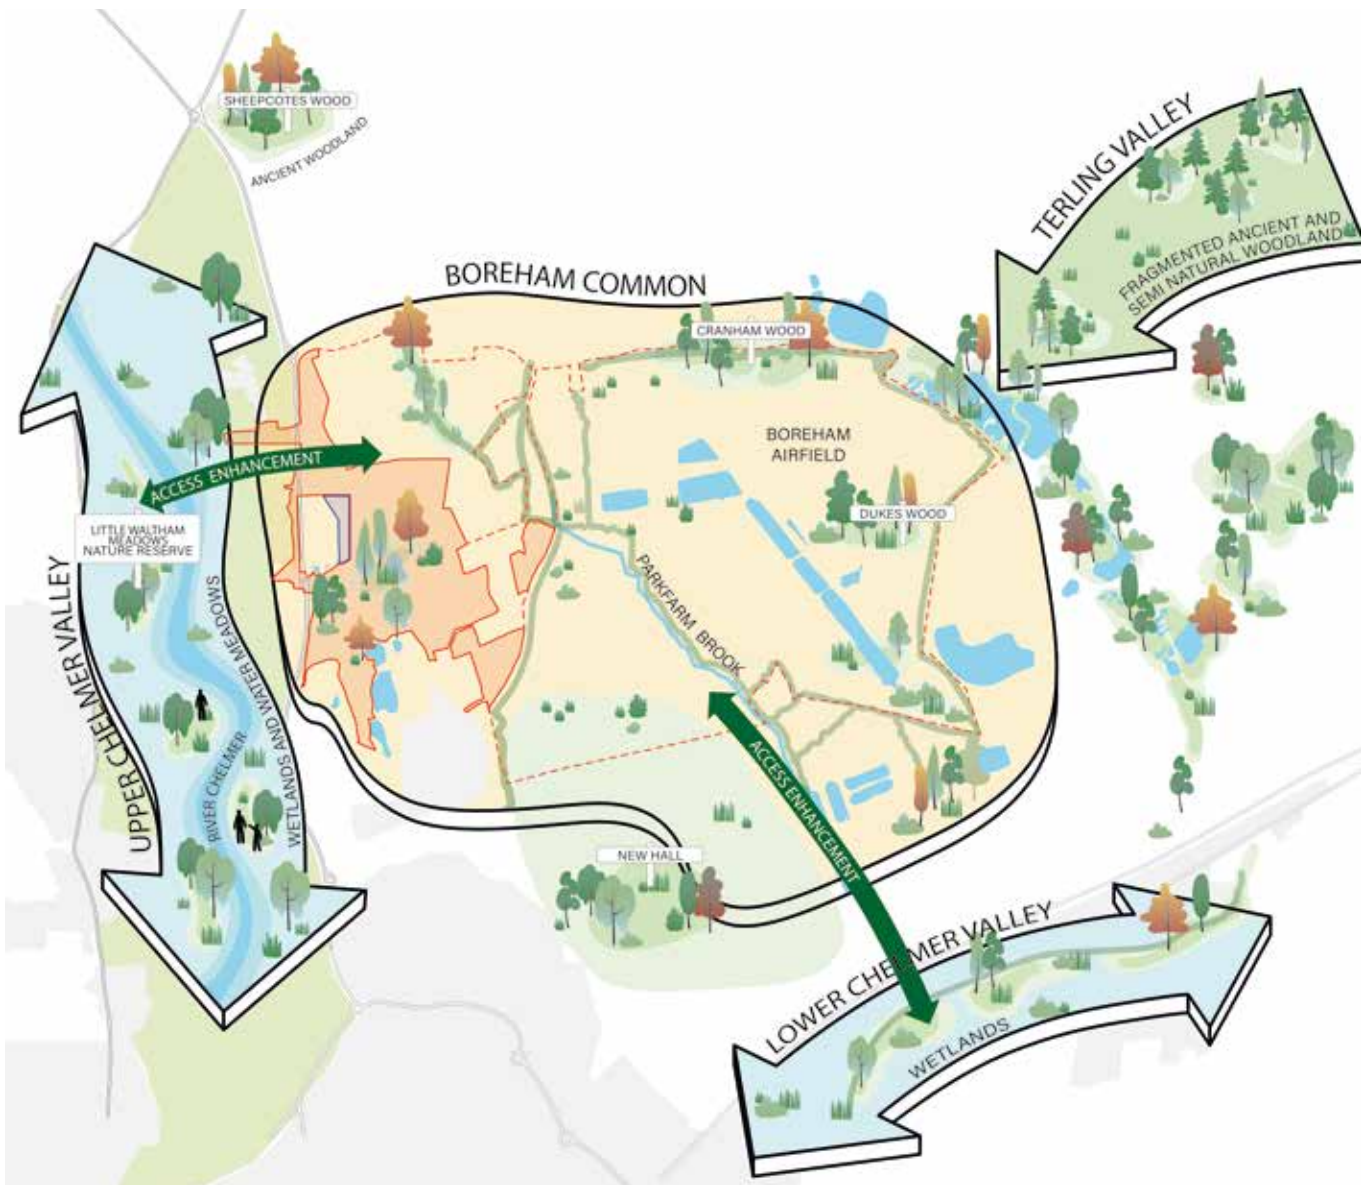 SHEEPCOTES WOOD
ANCIENT WOODLAND
TERLING VALLEY
FRAGMENTED ANCIENT AND
SEMI NATURAL WOODLAND
BOREHAM COMMON
CRANHAM WOOD
BOREHAM
AIRFIELD
ACCESS ENHANCEMENT
DUKES WOOD
LITTLE WALTHAM
MEADOWS
NATURE RESERVE
PARKFARM BROOK
UPPER CHELMER VALLEY
RIVER CHELMER
WETLANDS AND WATER MEADOWS
ACCESS ENHANCEMENT
NEW HALL
LOWER CHELMER VALLEY
WETLANDS